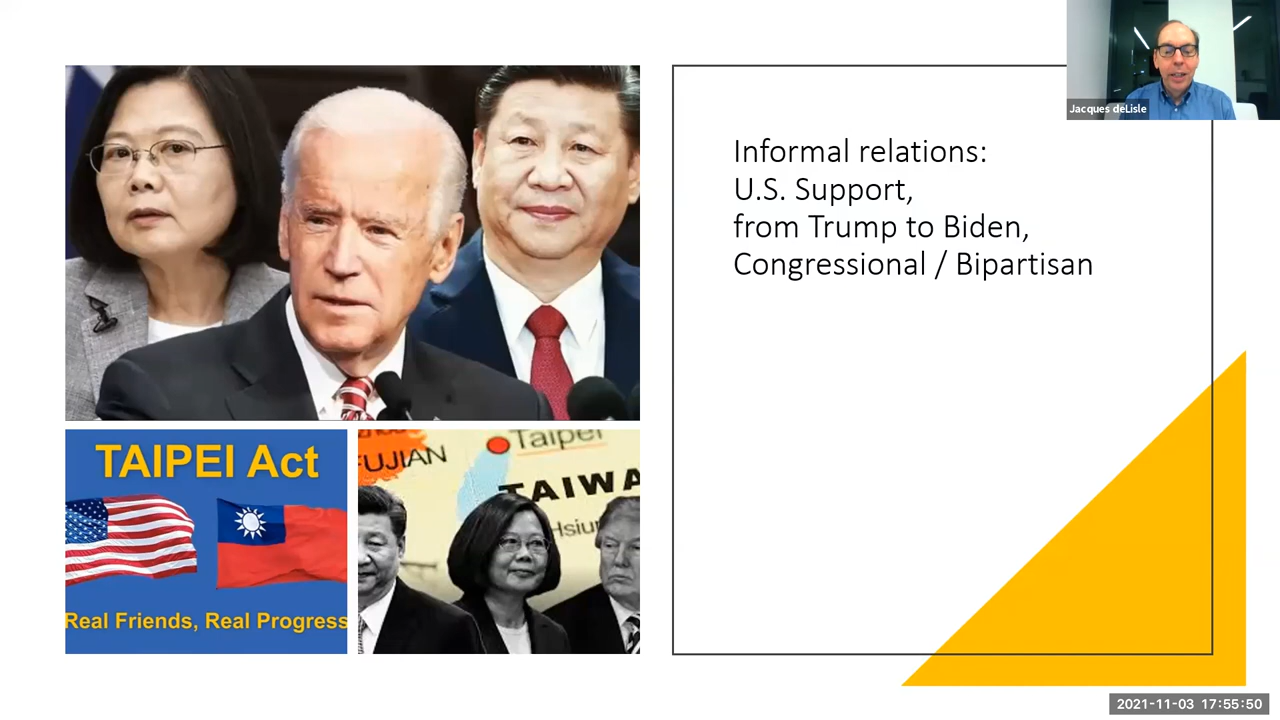 Jacques deLisle
Informal relations:
U.S. Support,
from Trump to Biden,
Congressional / Bipartisan
TAIPEI Act
Real Friends, Real Progress
FUJIAN
Taipei
TAIWA
Hsiu
2021-11-03 17:55:50